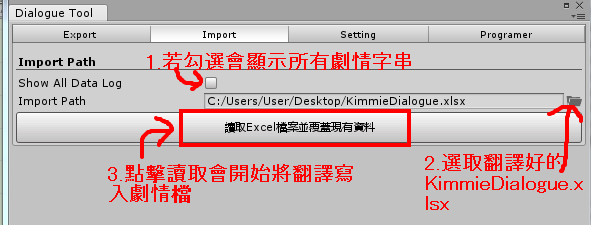 Dialogue Tool
Export
Import
Setting
Programer
Import Path
1.若勾選會顯示所有劇情字串
Show All Data Log
Import Path
C:/Users/User/Desktop/KimmieDialogue.xlsx
讀取Excel檔案並覆蓋現有資料
2.選取翻譯好的
KimmieDialogue.x
lsx
3.點擊讀取會開始將翻譯寫
入劇情檔